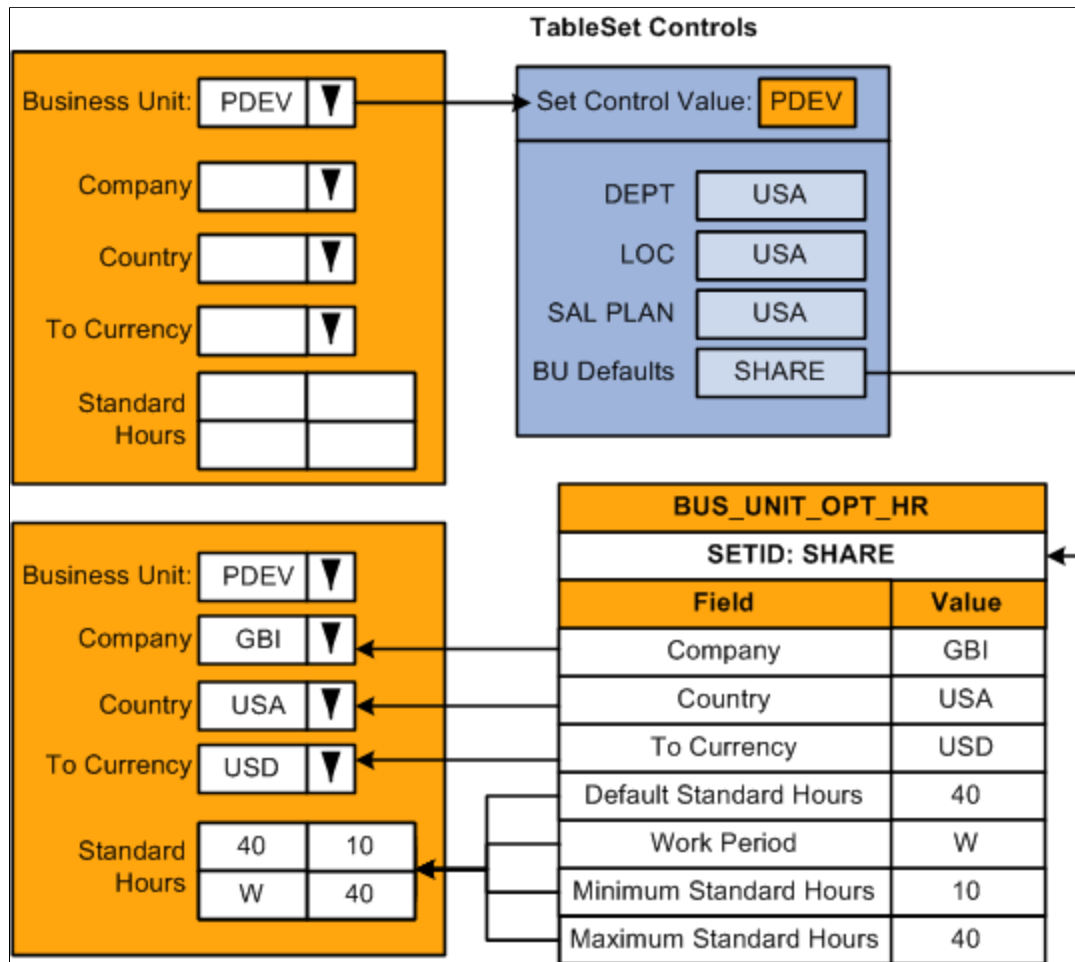 TableSet Controls
Business Unit: PDEV
Company
Country
To Currency
Standard
Hours
Set Control Value: PDEV
DEPT USA
LOC USA
SAL PLAN USA
BU Defaults SHARE
Business Unit: PDEV
Company GBI
Country USA
To Currency USD
Standard
Hours
40 10
W 40
BUS_UNIT_OPT_HR
SETID: SHARE
Field Value
Company GBI
Country USA
To Currency USD
Default Standard Hours 40
Work Period W
Minimum Standard Hours 10
Maximum Standard Hours 40